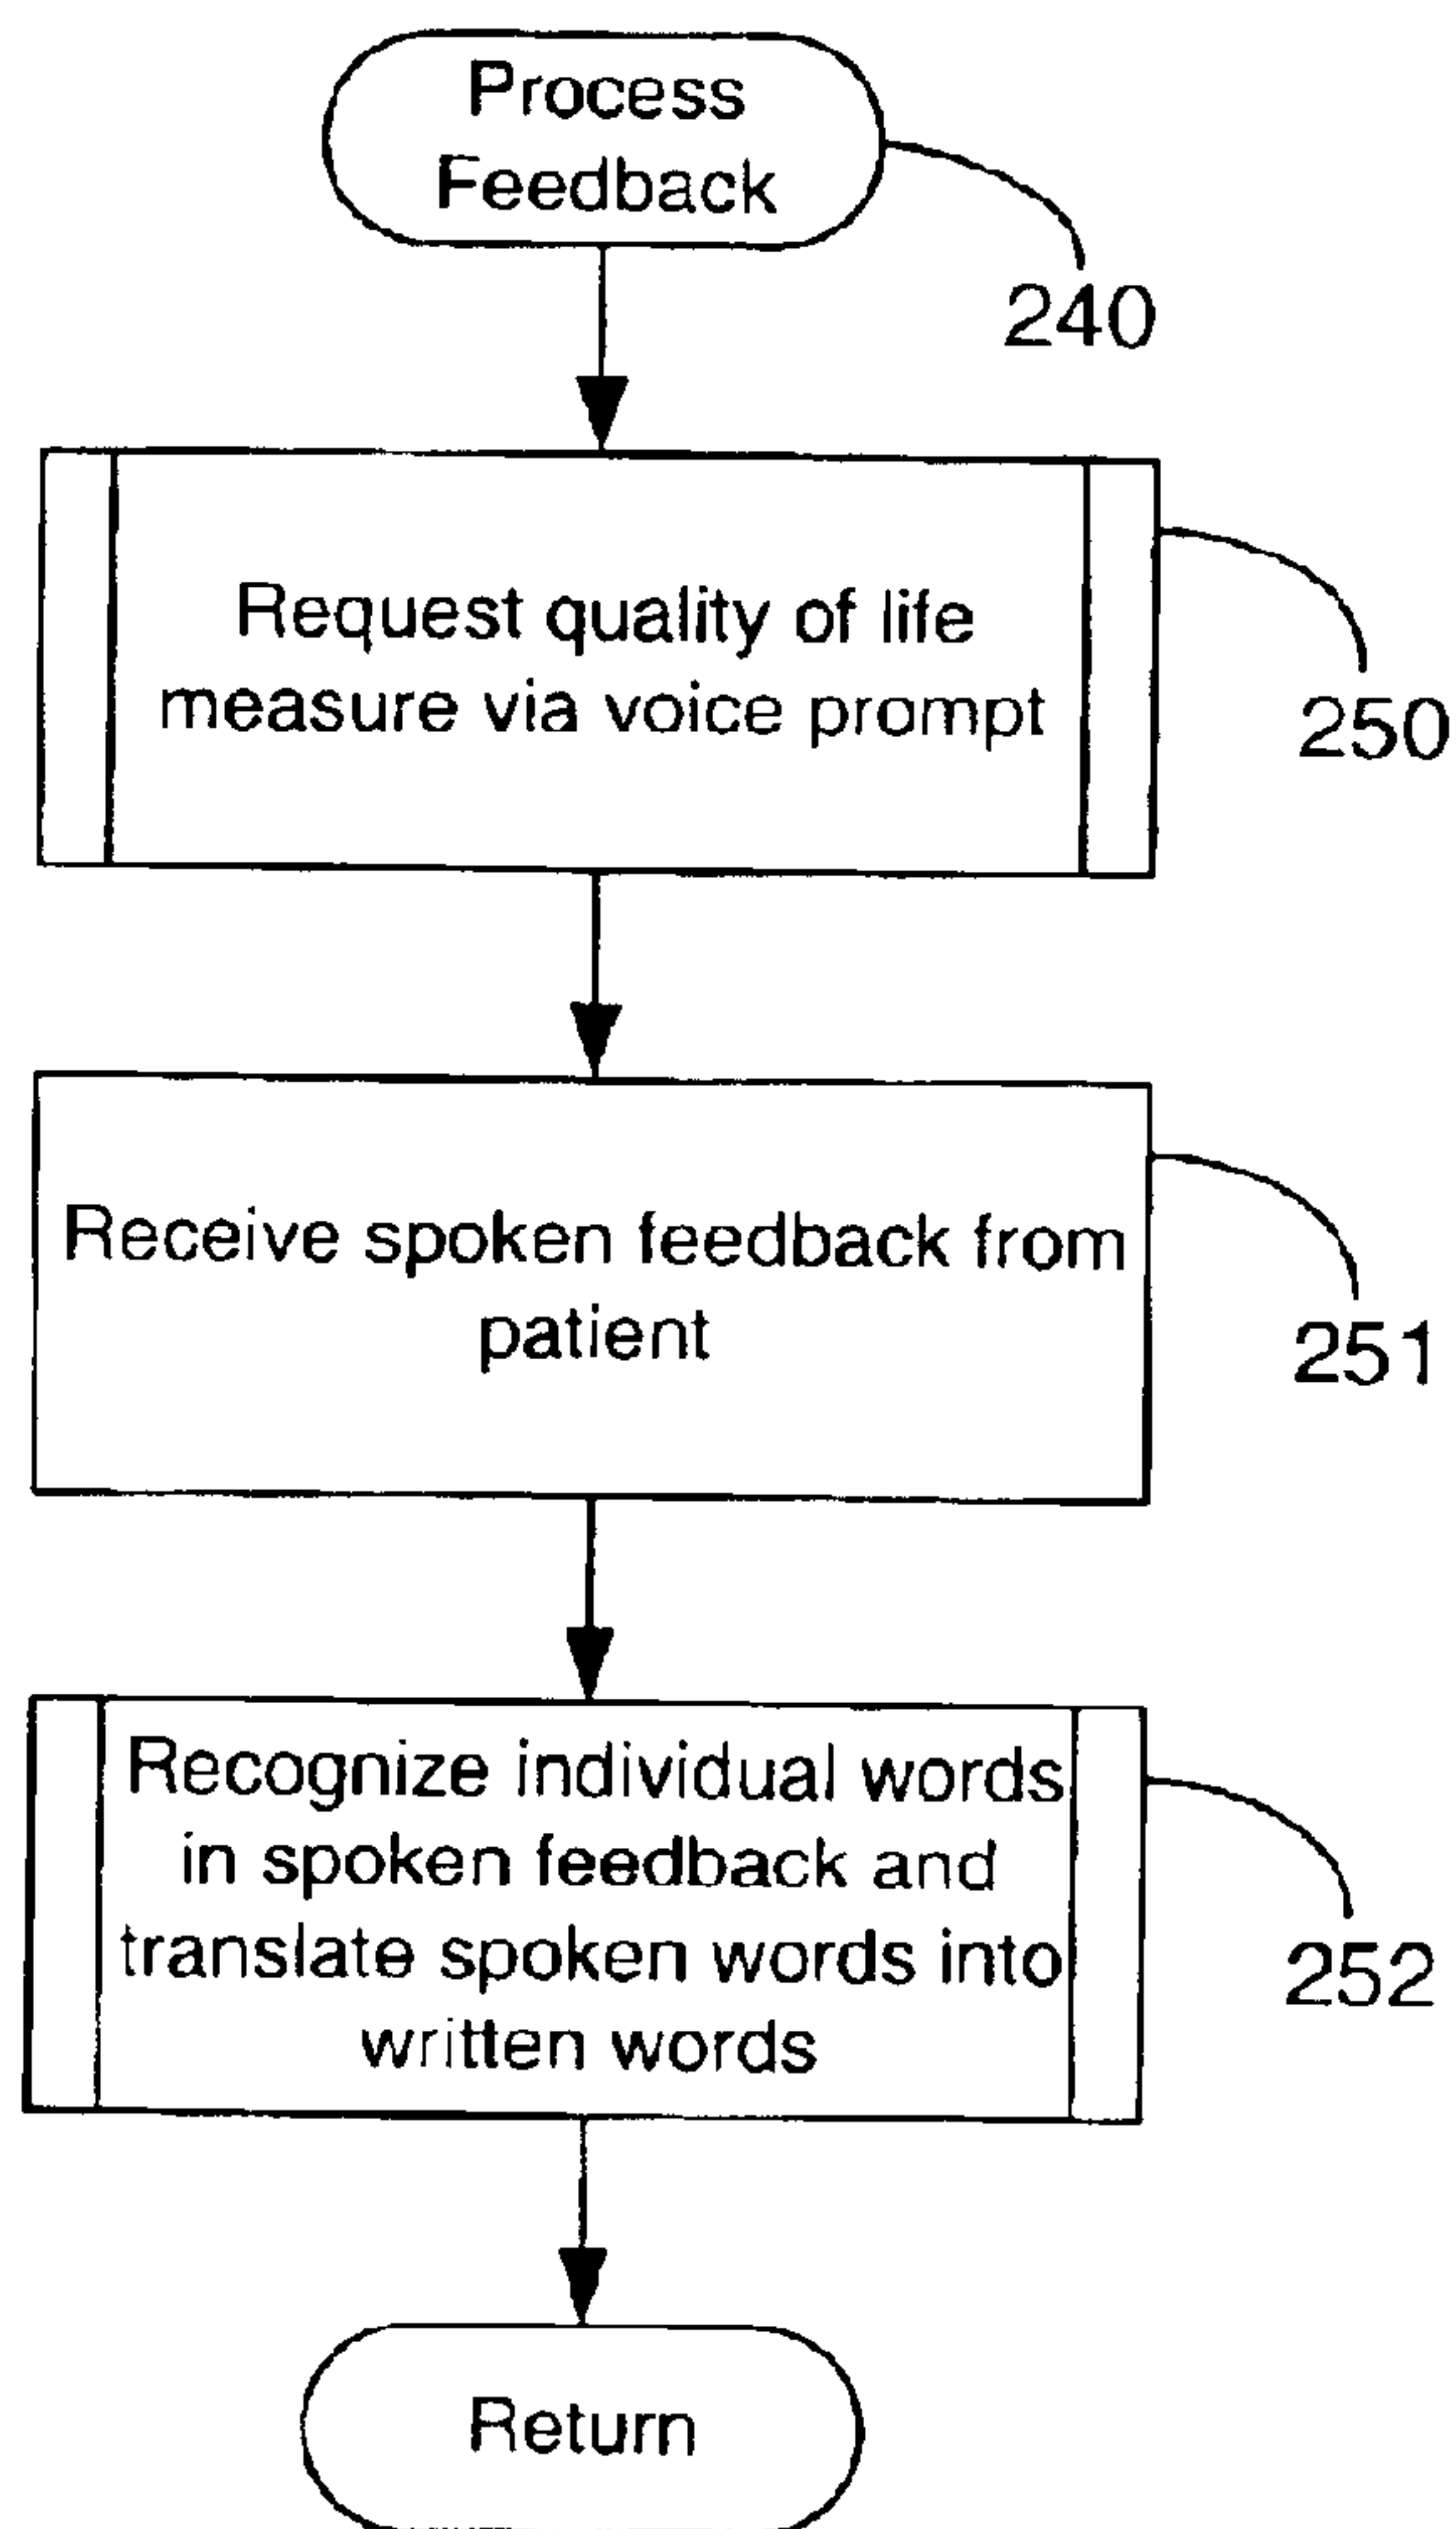 Process
Feedback
240
Request quality of life
measure via voice prompt
250
Receive spoken feedback from
patient
251
Recognize individual words
in spoken feedback and
translate spoken words into
written words
252
Return